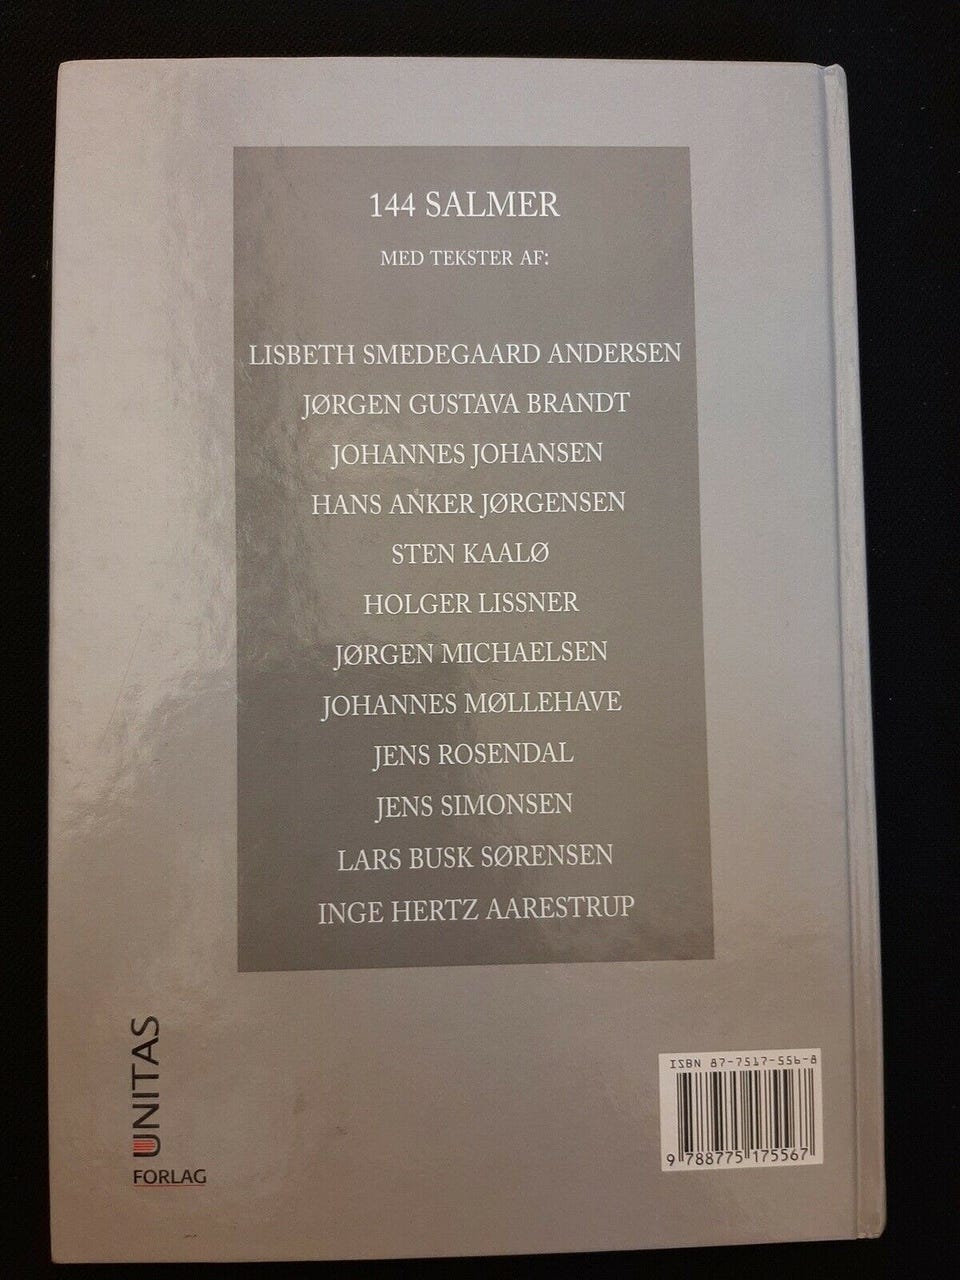 144 SALMER
MED TEKSTER AF:
LISBETH SMEDEGAARD ANDERSEN
JØRGEN GUSTAVA BRANDT
JOHANNES JOHANSEN
HANS ANKER JØRGENSEN
STEN KAALØ
HOLGER LISSNER
JØRGEN MICHAELSEN
JOHANNES MØLLEHAVE
JENS ROSENDAL
JENS SIMONSEN
LARS BUSK SØRENSEN
INGE HERTZ AARESTRUP
UNITAS
FORLAG
ISBN 87-7517-556-8
9 788775 175567